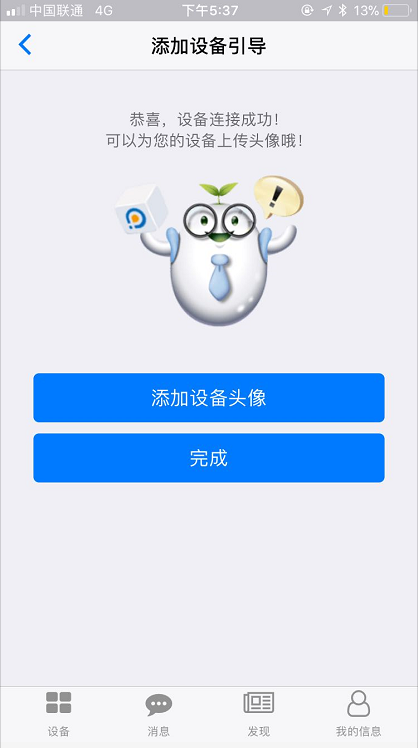 中国联通 4G 下午5:37 13%
添加设备引导
恭喜，设备连接成功！
可以为您的设备上传头像哦！
添加设备头像
完成
设备 消息 发现 我的信息